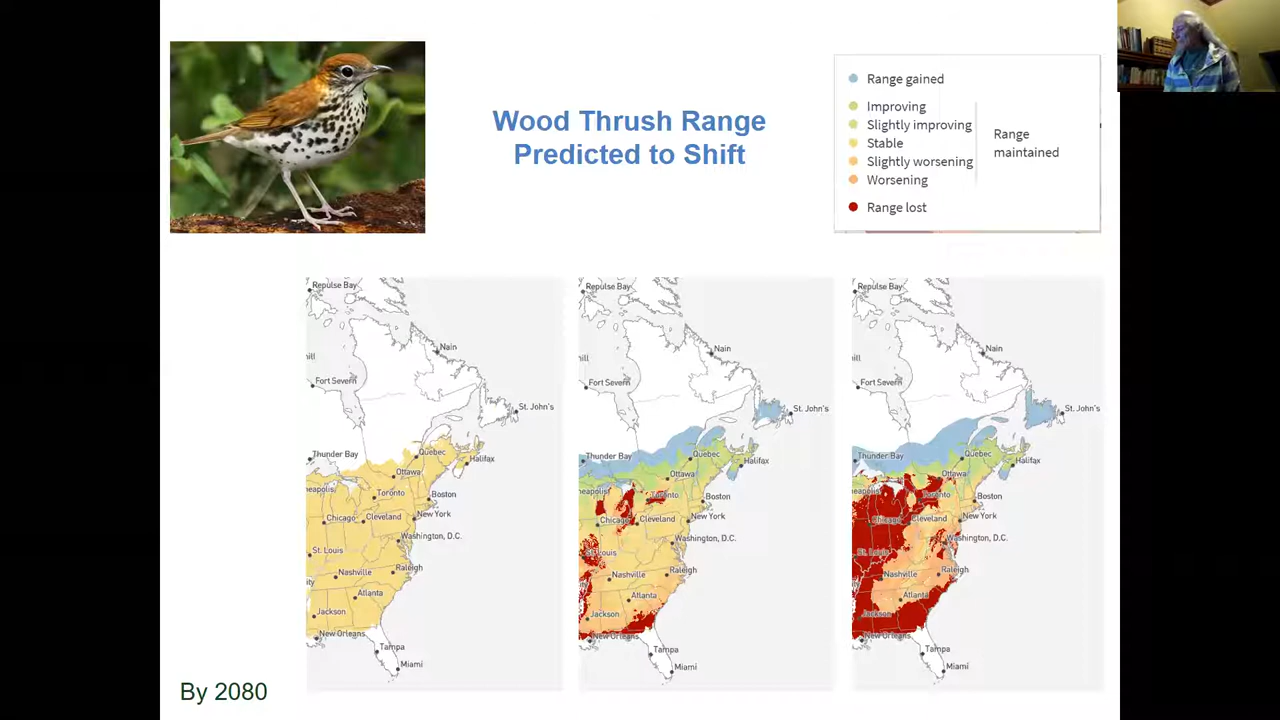 Wood Thrush Range
Predicted to Shift
Range gained
Improving
Slightly improving
Stable
Slightly worsening
Worsening
Range lost
Range
maintained
Repulse Bay
Nain
Fort Severn
St. John's
Thunder Bay
Quebec
Ottawa
Halifax
Toronto
Boston
Chicago
Cleveland
New York
Washington, D.C.
St. Louis
Nashville
Raleigh
Atlanta
Jackson
New Orleans
Tampa
Miami
Repulse Bay
Nain
Fort Severn
St. John's
Thunder Bay
Quebec
Ottawa
Halifax
Toronto
Boston
Chicago
Cleveland
New York
Washington, D.C.
St. Louis
Nashville
Raleigh
Atlanta
Jackson
New Orleans
Tampa
Miami
Repulse Bay
Nain
Fort Severn
St. John's
Thunder Bay
Quebec
Ottawa
Halifax
Toronto
Boston
Chicago
Cleveland
New York
Washington, D.C.
St. Louis
Nashville
Raleigh
Atlanta
Jackson
New Orleans
Tampa
Miami
By 2080